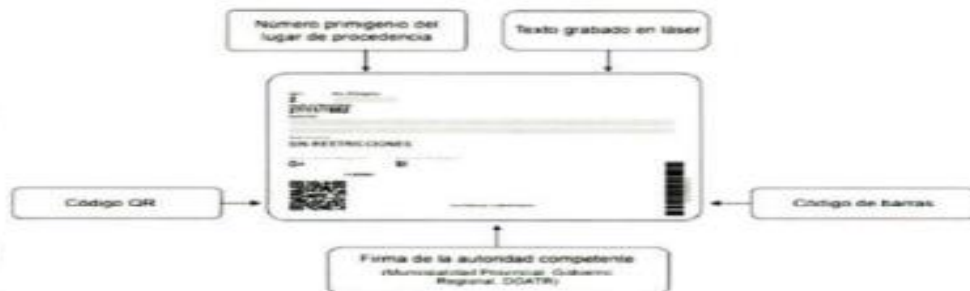 Número primigenio del
lugar de procedencia
Texto grabado en láser
SIN RESTRICCIONES
Código QR
Código de barras
Firma de la autoridad competente
(Municipalidad Provincial, Gobierno
Regional, DGATR)